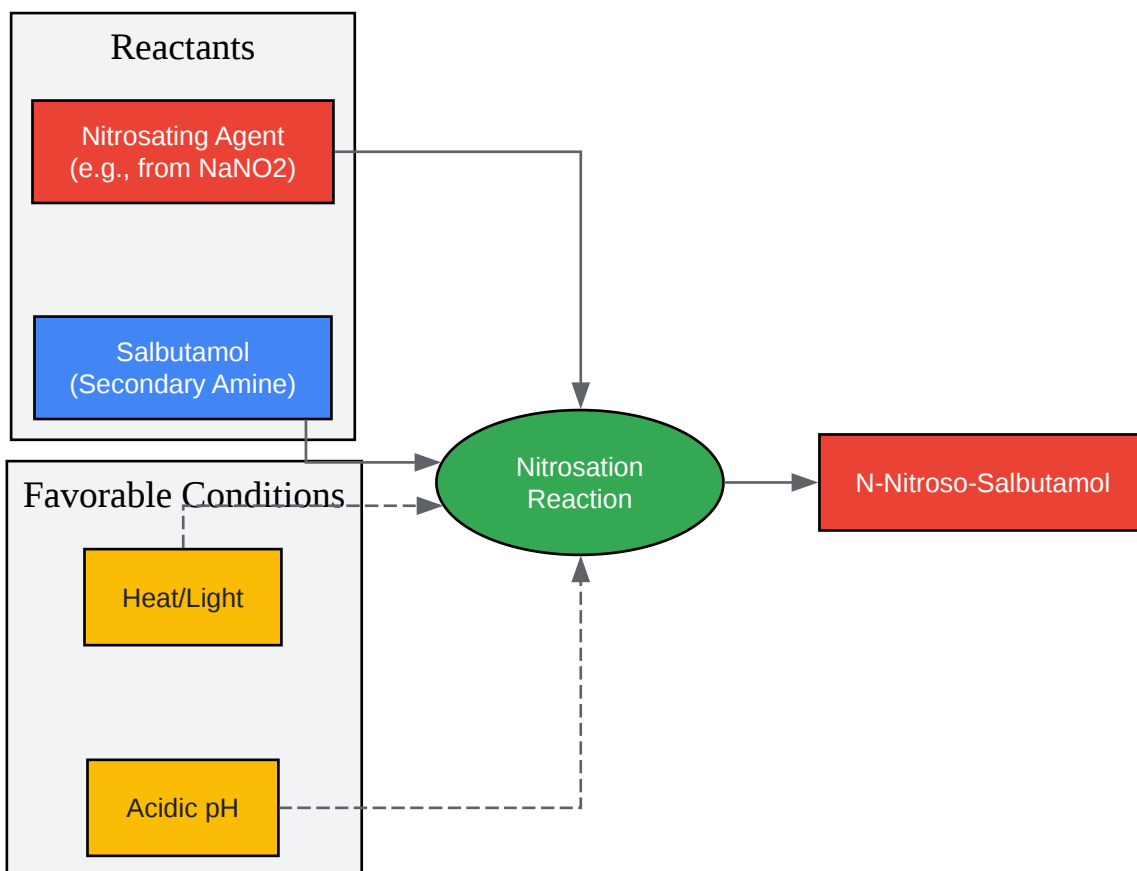 Reactants
Nitrosating Agent
(e.g., from NaNO2)
Salbutamol
(Secondary Amine)
Favorable Conditions
Heat/Light
Acidic pH
Nitrosation
Reaction
N-Nitroso-Salbutamol